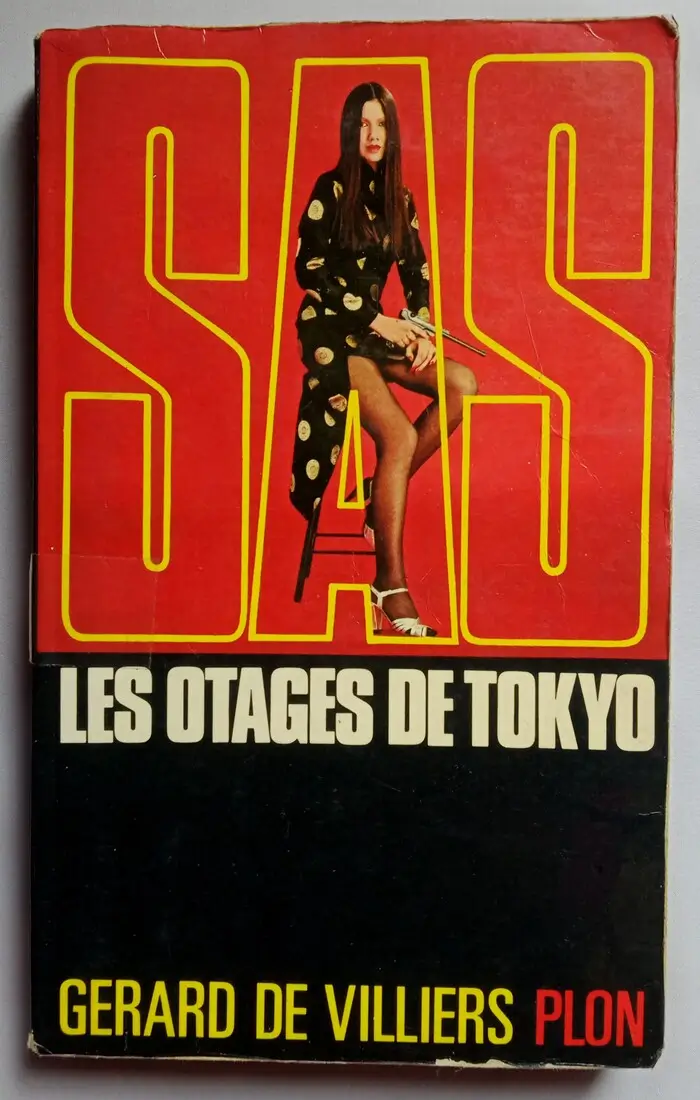 SAS
LES OTAGES DE TOKYO
GERARD DE VILLIERS PLON